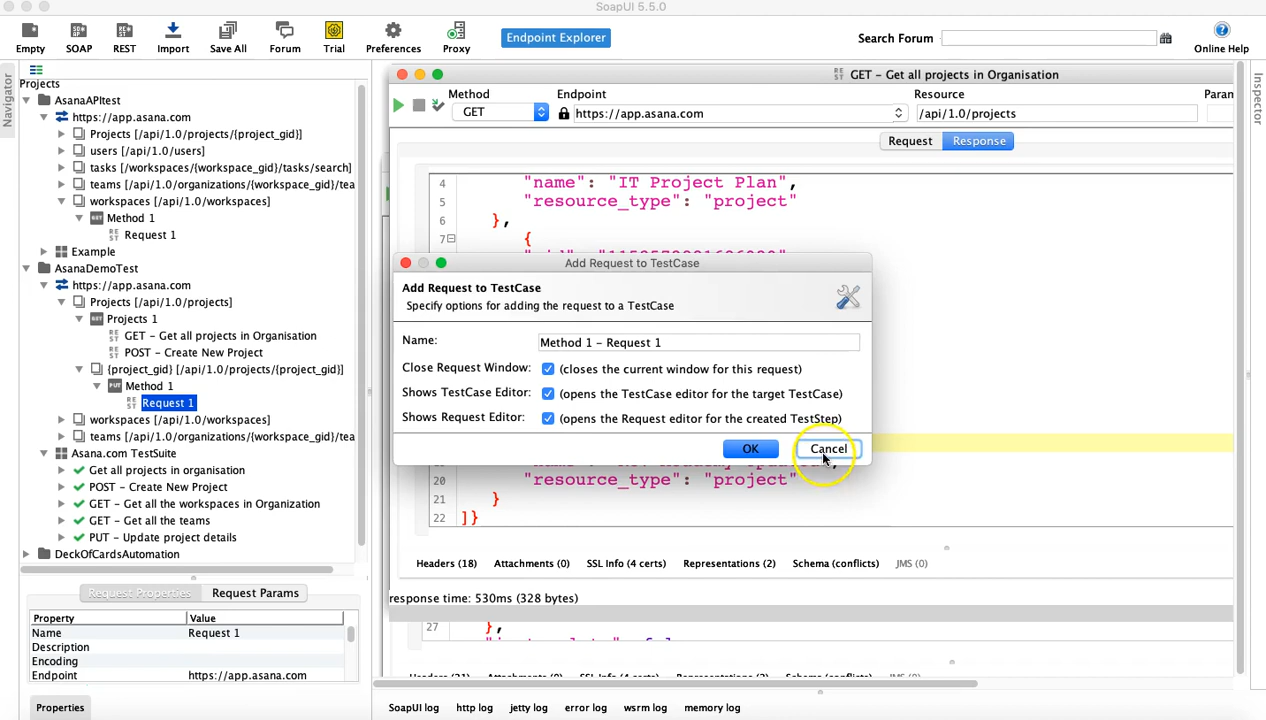 SoapUI 5.5.0
Empty SOAP REST Import Save All Forum Trial Preferences Proxy Endpoint Explorer Search Forum Online Help
Navigator
Projects
AsanaAPItest
https://app.asana.com
Projects [/api/1.0/projects/{project_gid}]
users [/api/1.0/users]
tasks [/workspaces/{workspace_gid}/tasks/search]
teams [/api/1.0/organizations/{workspace_gid}/tea
workspaces [/api/1.0/workspaces]
Method 1
Request 1
Example
AsanaDemoTest
https://app.asana.com
Projects [/api/1.0/projects]
Projects 1
GET - Get all projects in Organisation
POST - Create New Project
{project_gid} [/api/1.0/projects/{project_gid}]
Method 1
Request 1
workspaces [/api/1.0/workspaces]
teams [/api/1.0/organizations/{workspace_gid}/tea
Asana.com TestSuite
Get all projects in organisation
POST - Create New Project
GET - Get all the workspaces in Organization
GET - Get all the teams
PUT - Update project details
DeckOfCardsAutomation
Request Properties Request Params
Property Value
Name Request 1
Description
Encoding
Endpoint https://app.asana.com
Properties
GET - Get all projects in Organisation
Method Endpoint Resource Param
GET https://app.asana.com /api/1.0/projects
Request Response
4 "name": "IT Project Plan",
5 "resource_type": "project"
6 },
7 {
Add Request to TestCase
Add Request to TestCase
Specify options for adding the request to a TestCase
Name: Method 1 - Request 1
Close Request Window: (closes the current window for this request)
Shows TestCase Editor: (opens the TestCase editor for the target TestCase)
Shows Request Editor: (opens the Request editor for the created TestStep)
OK Cancel
20 "resource_type": "project"
21 }
22 ]}
Headers (18) Attachments (0) SSL Info (4 certs) Representations (2) Schema (conflicts) JMS (0)
response time: 530ms (328 bytes)
27 },
SoapUI log http log jetty log error log wsrm log memory log
Inspector